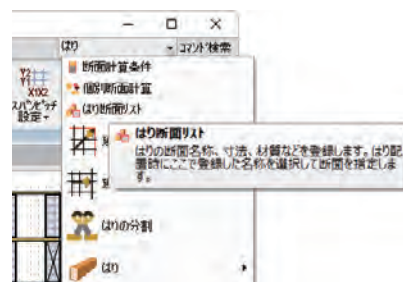 はり
コマンド検索
断面計算条件
個別断面計算
はり断面リスト
Y2
Y1
X1X2
スパンピッチ
設定
はり断面リスト
はりの断面名称、寸法、材質などを登録します。はり配
置時にここで登録した名称を選択して断面を指定しま
す。
はりの分割
はり